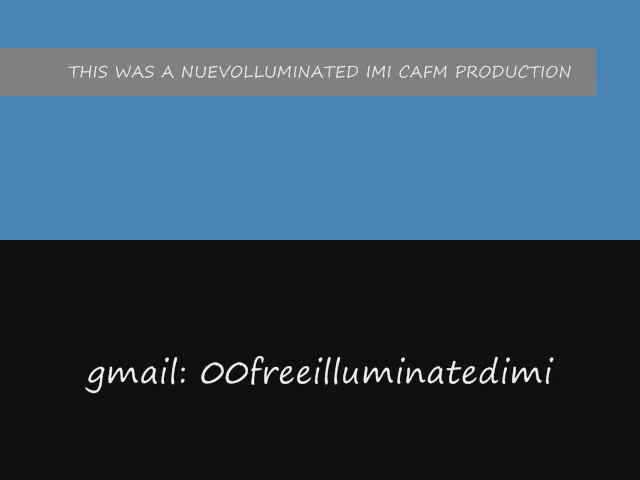 THIS WAS A NUEVOLLUMINATED IMI CAFM PRODUCTION
gmail: 00freeilluminatedimi